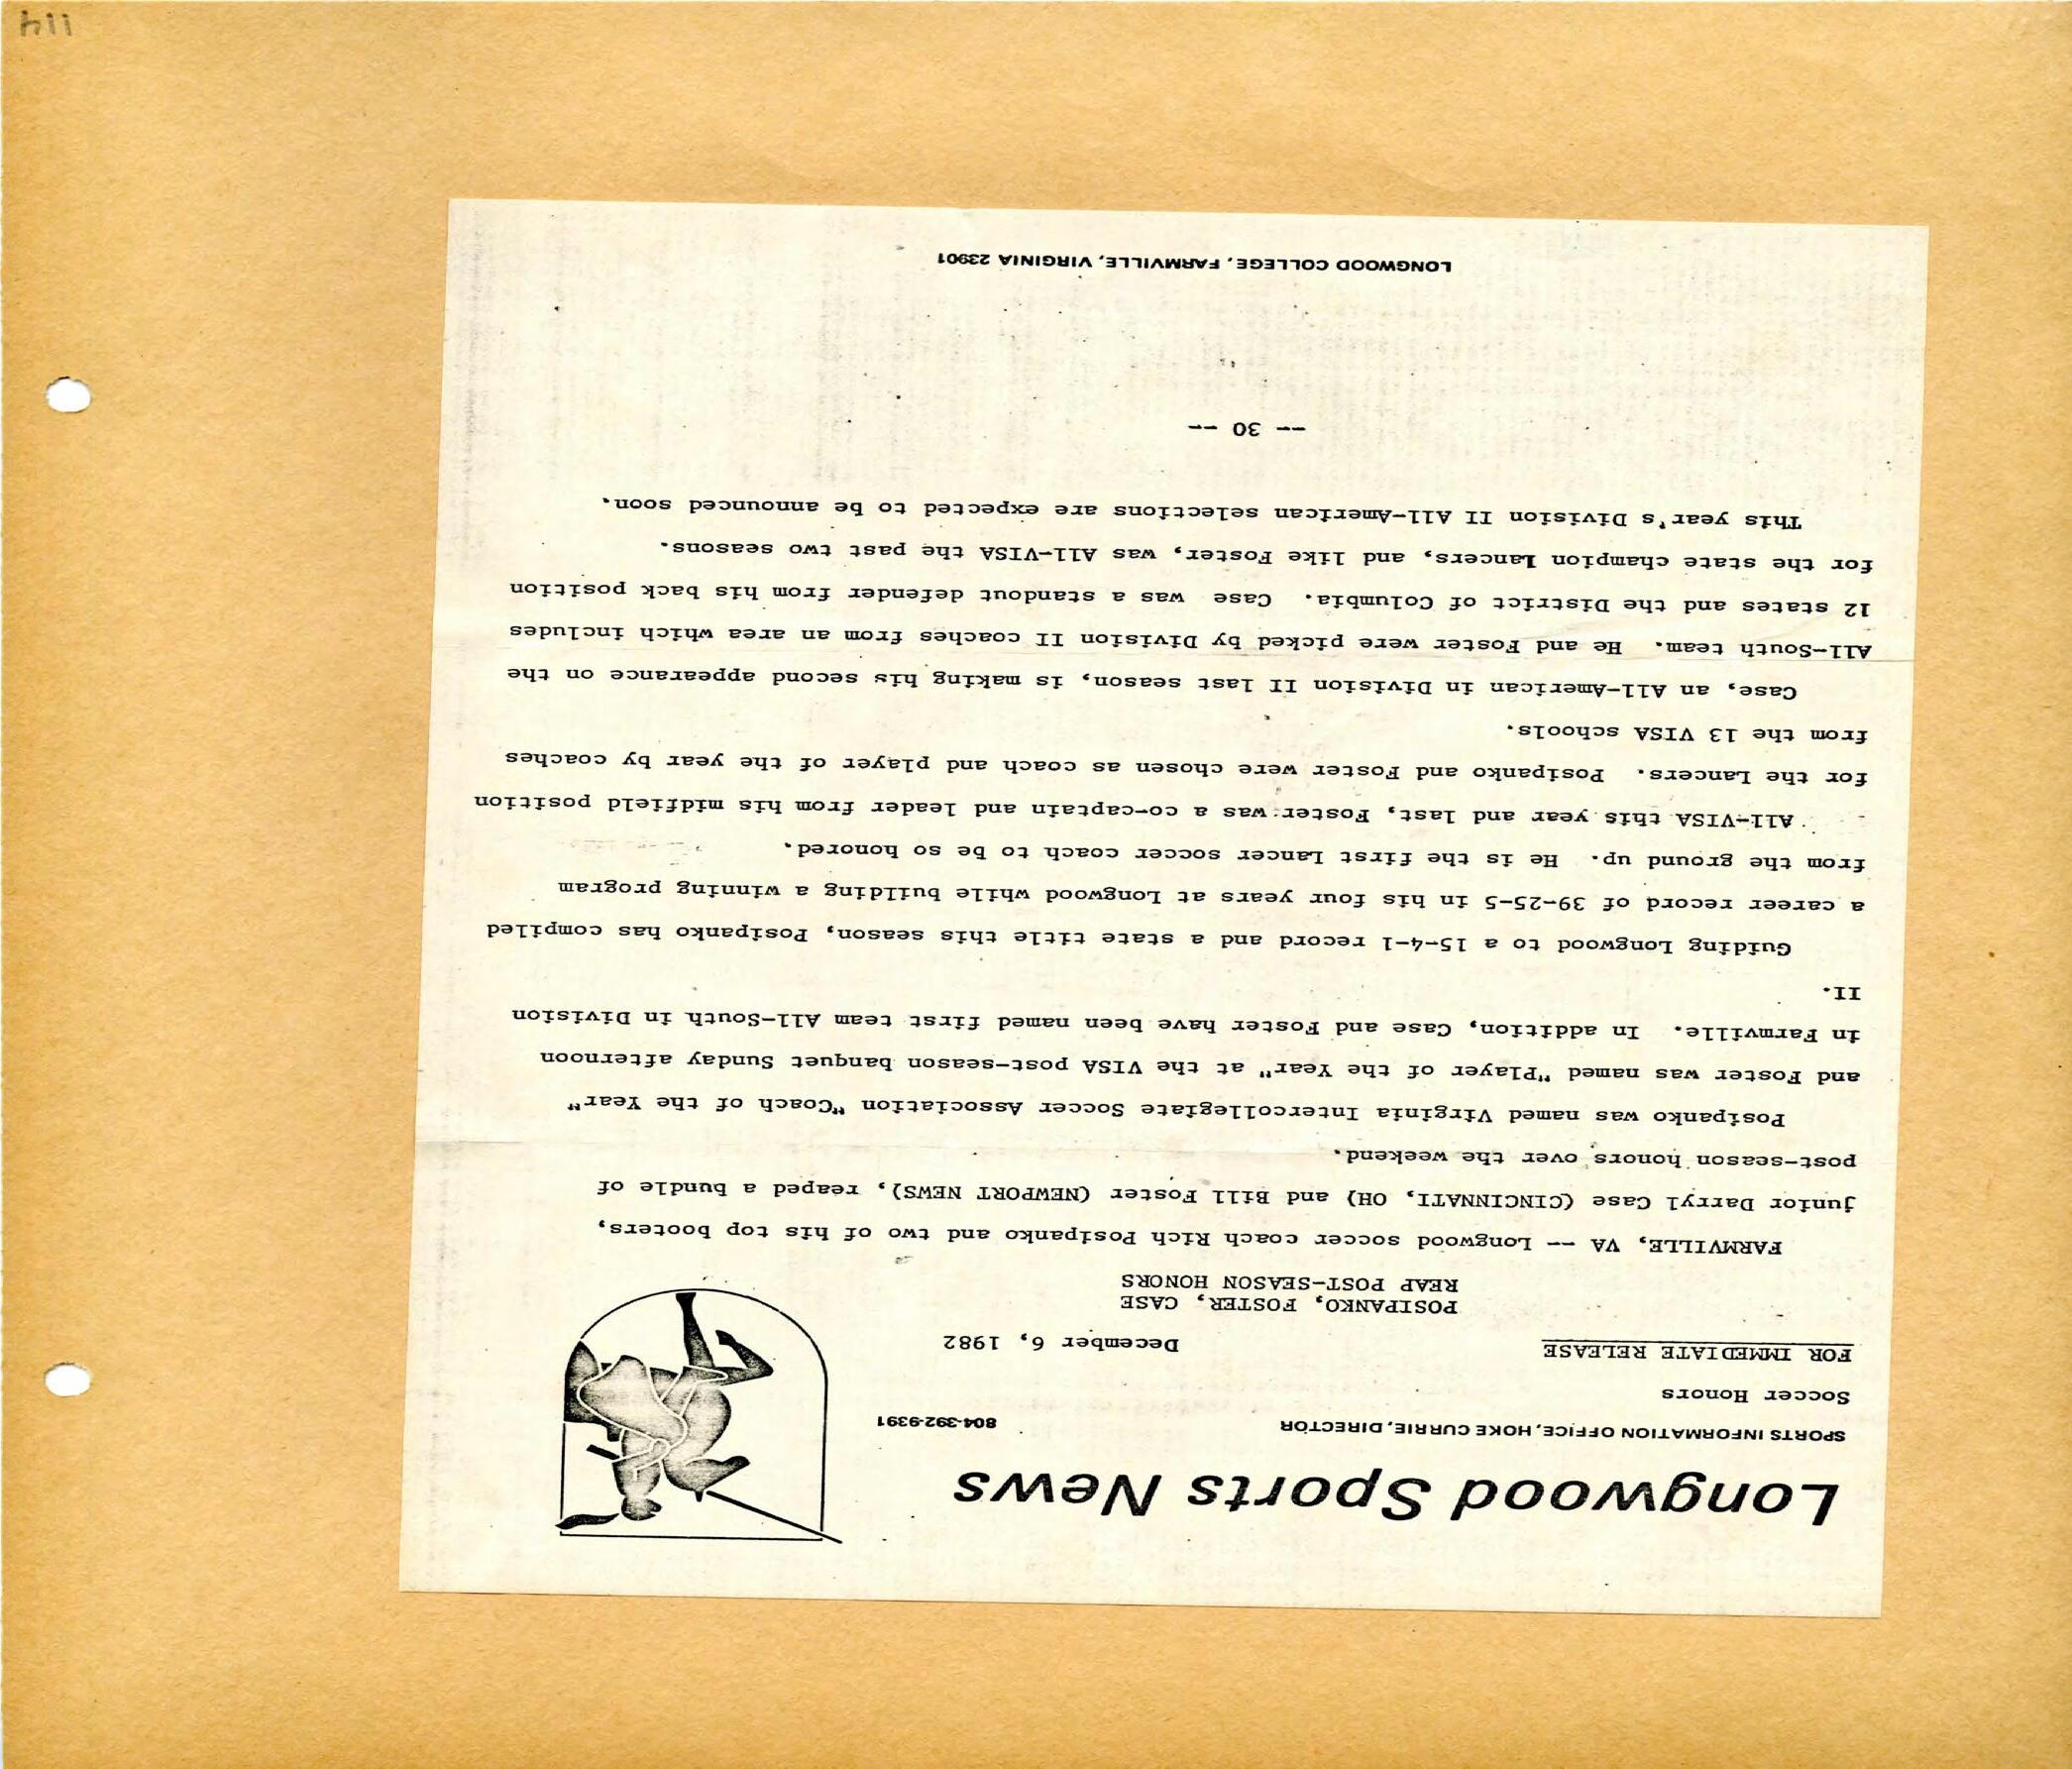 Longwood Sports News
SPORTS INFORMATION OFFICE, HOKE CURRIE, DIRECTOR 804-392-9391
Soccer Honors
FOR IMMEDIATE RELEASE December 6, 1982
POSIPANKO, FOSTER, CASE
REAP POST-SEASON HONORS
FARMVILLE, VA -- Longwood soccer coach Rich Posipanko and two of his top booters,
junior Darryl Case (CINCINNATI, OH) and Bill Foster (NEWPORT NEWS), reaped a bundle of
post-season honors over the weekend.
Posipanko was named Virginia Intercollegiate Soccer Association "Coach of the Year"
and Foster was named "Player of the Year" at the VISA post-season banquet Sunday afternoon
in Farmville. In addition, Case and Foster have been named first team All-South in Division
II.
Guiding Longwood to a 15-4-1 record and a state title this season, Posipanko has compiled
a career record of 39-25-5 in his four years at Longwood while building a winning program
from the ground up. He is the first Lancer soccer coach to be so honored.
All-VISA this year and last, Foster was a co-captain and leader from his midfield position
for the Lancers. Posipanko and Foster were chosen as coach and player of the year by coaches
from the 13 VISA schools.
Case, an All-American in Division II last season, is making his second appearance on the
All-South team. He and Foster were picked by Division II coaches from an area which includes
12 states and the District of Columbia. Case was a standout defender from his back position
for the state champion Lancers, and like Foster, was All-VISA the past two seasons.
This year's Division II All-American selections are expected to be announced soon.
-- 30 --
LONGWOOD COLLEGE, FARMVILLE, VIRGINIA 23901
114